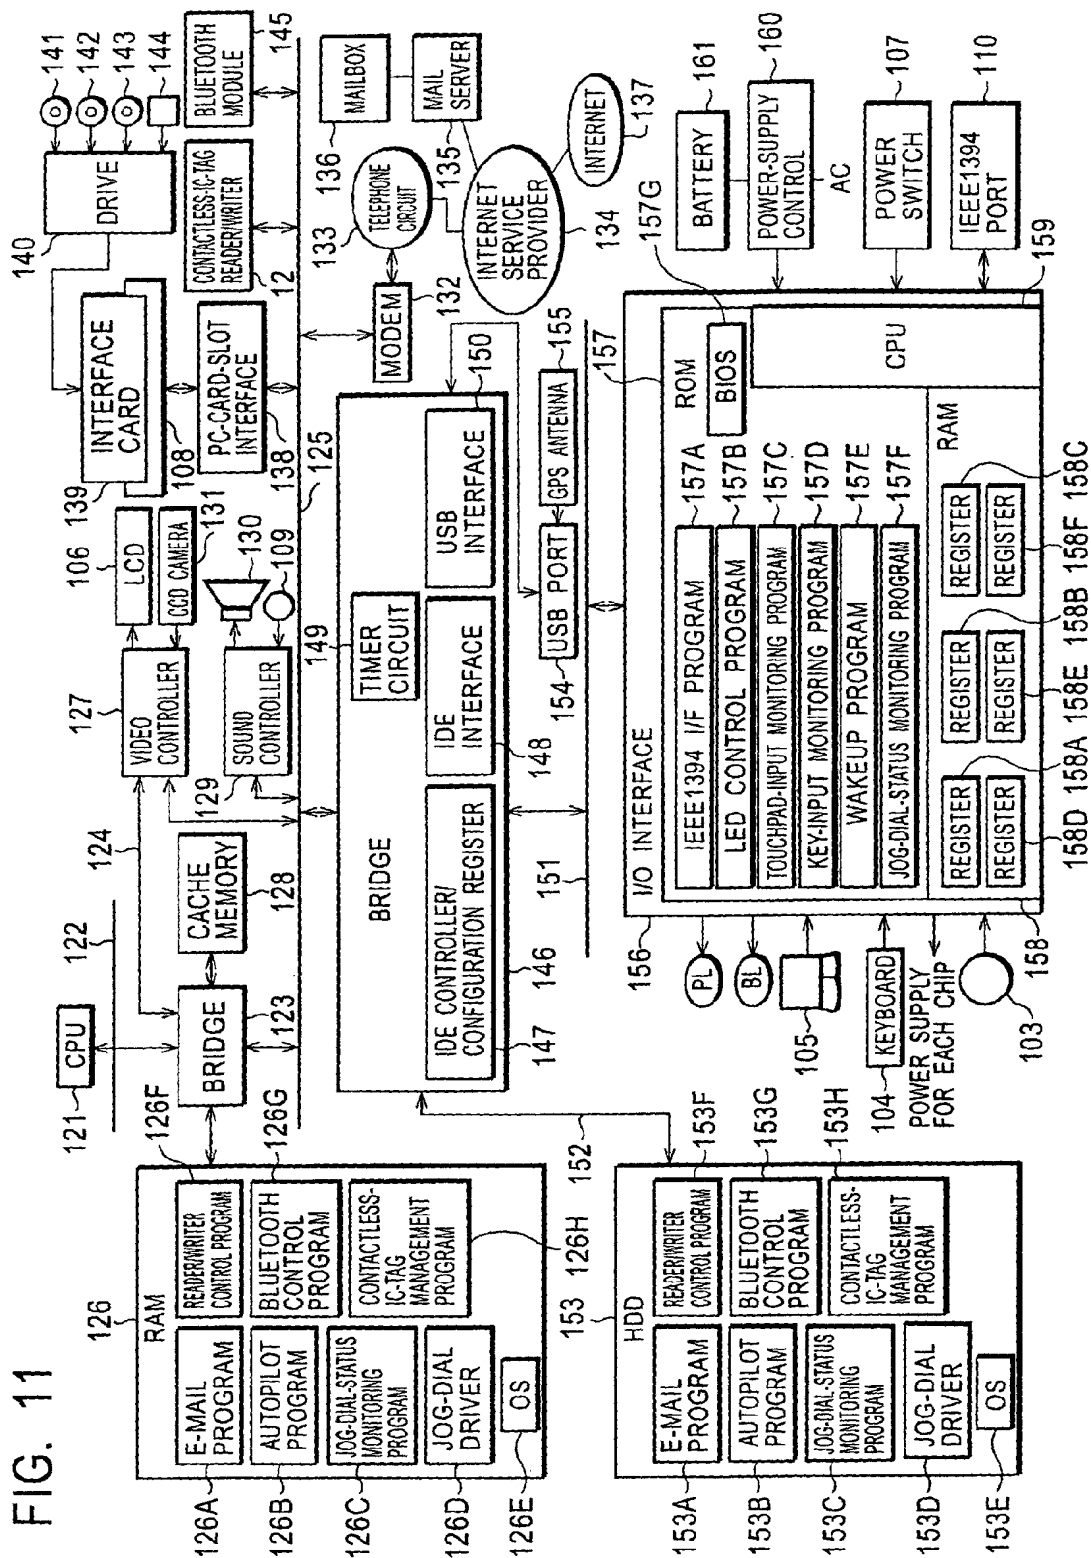 FIG. 11
121
CPU
122
126
RAM
E-MAIL
PROGRAM
126A
AUTOPILOT
PROGRAM
126B
JOG-DIAL-STATUS
MONITORING
PROGRAM
126C
JOG-DIAL
DRIVER
126D
OS
126E
READER/WRITER
CONTROL PROGRAM
126F
BLUETOOTH
CONTROL
PROGRAM
126G
CONTACTLESS-
IC-TAG
MANAGEMENT
PROGRAM
126H
BRIDGE
123
124
CACHE
MEMORY
128
127
VIDEO
CONTROLLER
106
LCD
CCD CAMERA
131
129
SOUND
CONTROLLER
130
109
139
INTERFACE
CARD
108
PC-CARD-SLOT
INTERFACE
138
140
DRIVE
141
142
143
144
CONTACTLESS-IC-TAG
READER/WRITER
12
BLUETOOTH
MODULE
145
125
BRIDGE
149
TIMER
CIRCUIT
IDE CONTROLLER/
CONFIGURATION REGISTER
147
146
IDE
INTERFACE
148
USB
INTERFACE
150
MODEM
132
133
TELEPHONE
CIRCUIT
136
MAILBOX
135
MAIL
SERVER
INTERNET
SERVICE
PROVIDER
134
INTERNET
137
151
152
154
USB PORT
GPS ANTENNA
155
153
HDD
E-MAIL
PROGRAM
153A
AUTOPILOT
PROGRAM
153B
JOG-DIAL-STATUS
MONITORING
PROGRAM
153C
JOG-DIAL
DRIVER
153D
OS
153E
READER/WRITER
CONTROL PROGRAM
153F
BLUETOOTH
CONTROL
PROGRAM
153G
CONTACTLESS-
IC-TAG
MANAGEMENT
PROGRAM
153H
156
I/O INTERFACE
157
ROM
157G
BIOS
IEEE1394 I/F PROGRAM
157A
LED CONTROL PROGRAM
157B
TOUCHPAD-INPUT MONITORING PROGRAM
157C
KEY-INPUT MONITORING PROGRAM
157D
WAKEUP PROGRAM
157E
JOG-DIAL-STATUS MONITORING PROGRAM
157F
CPU
159
RAM
158
REGISTER
158A
REGISTER
158B
REGISTER
158C
REGISTER
158D
REGISTER
158E
REGISTER
158F
PL
BL
105
104
KEYBOARD
POWER SUPPLY
FOR EACH CHIP
103
BATTERY
161
POWER-SUPPLY
CONTROL
160
AC
POWER
SWITCH
107
IEEE1394
PORT
110